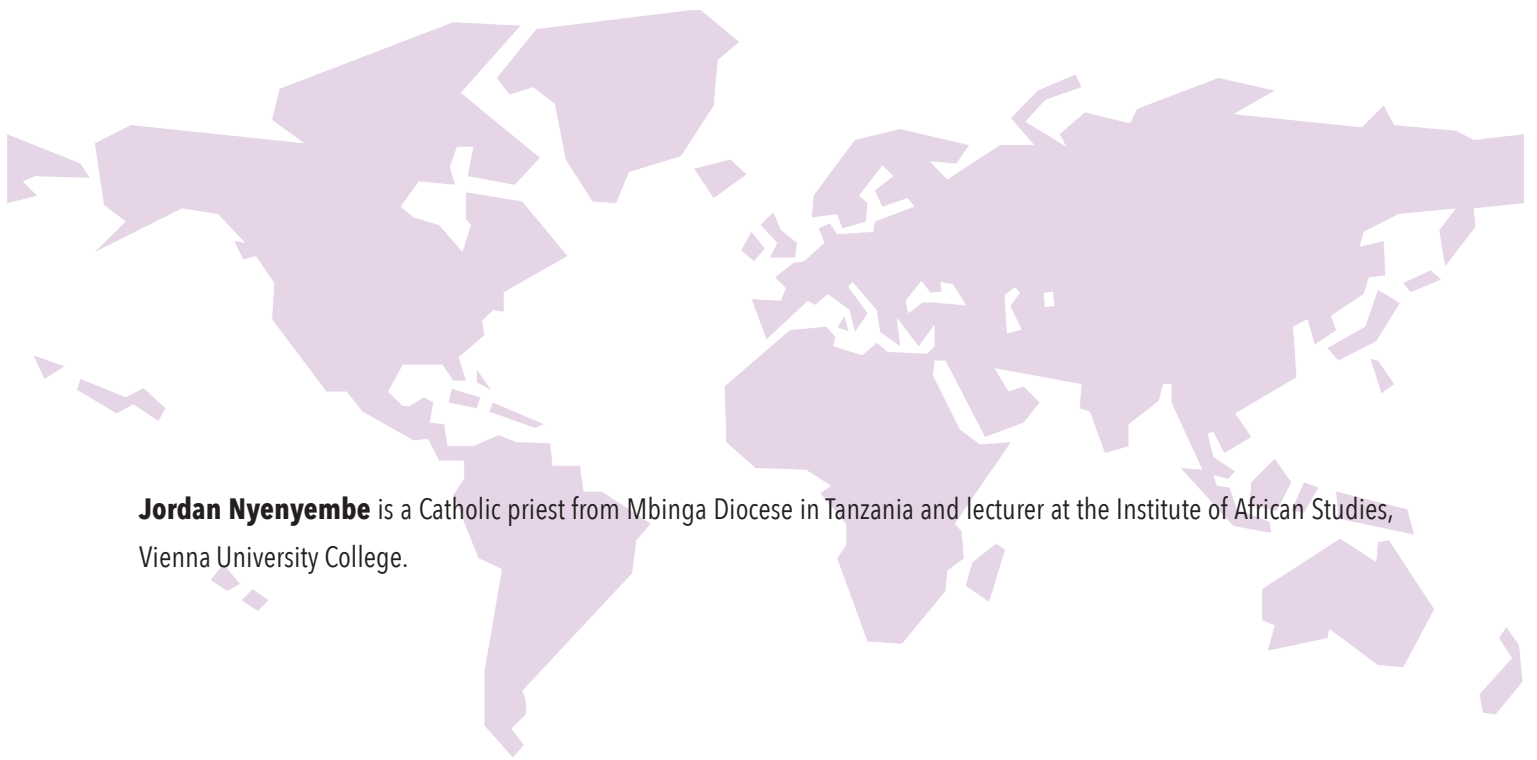 Jordan Nyenyembe is a Catholic priest from Mbinga Diocese in Tanzania and lecturer at the Institute of African Studies,
Vienna University College.